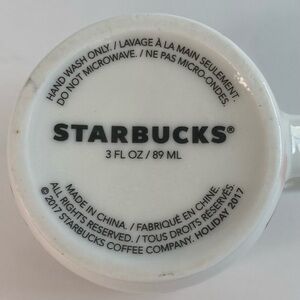 HAND WASH ONLY. / LAVAGE À LA MAIN SEULEMENT
DO NOT MICROWAVE. / NE PAS MICRO-ONDES.
STARBUCKS®
3 FL OZ / 89 ML
MADE IN CHINA. / FABRIQUÉ EN CHINE.
ALL RIGHTS RESERVED. / TOUS DROITS RÉSERVÉS.
© 2017 STARBUCKS COFFEE COMPANY. HOLIDAY 2017